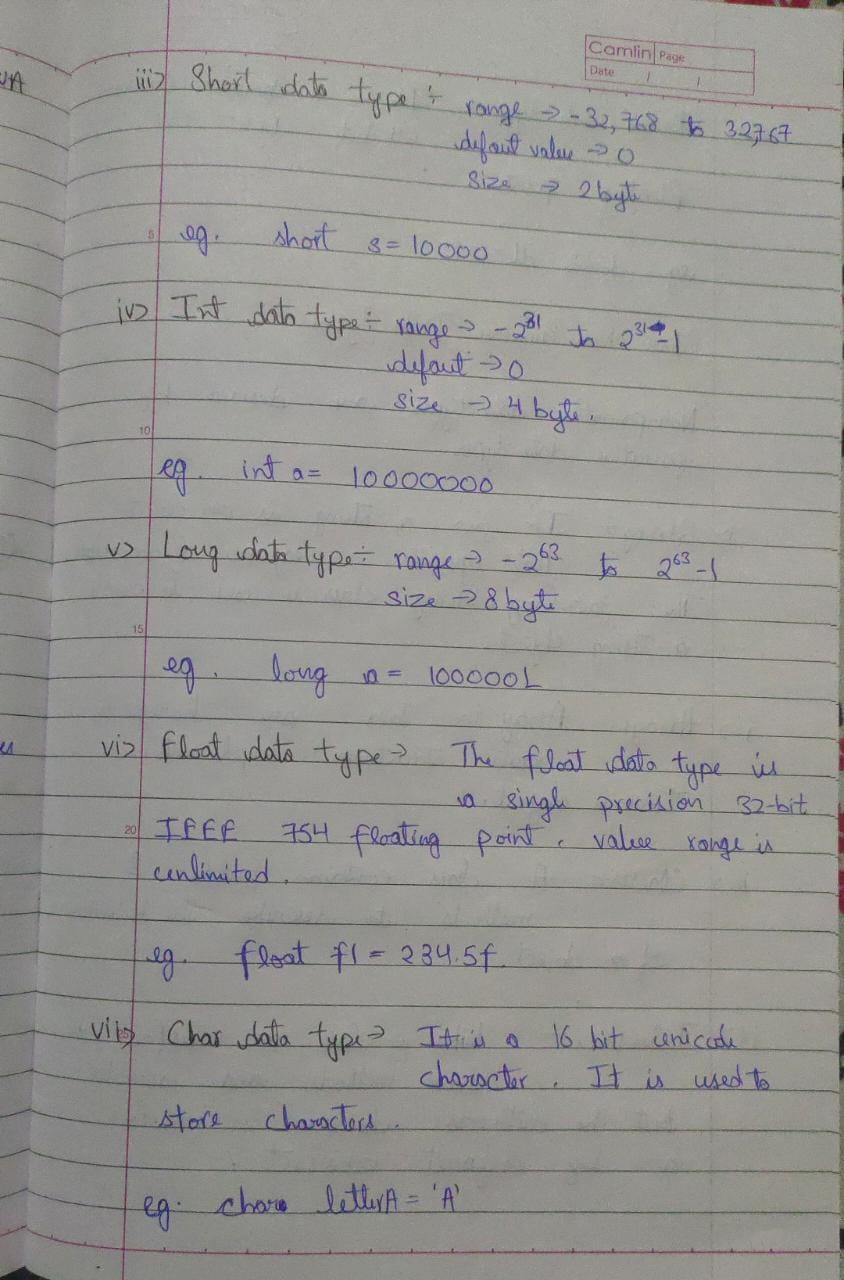 Camlin Page
Date / /
iii> Short data type ÷ range → -32,768 to 32,767
defaut value → 0
size → 2 byte
5
eg. short s = 10000
iv> Int data type ÷ range → -2^31 to 2^31-1
defaut → 0
size → 4 byte.
10
eg. int a = 10000000
v> Long data type ÷ range → -2^63 to 2^63-1
size → 8 byte
15
eg. long a = 100000L
vi> float data type → The float data type is
a single precision 32-bit
20
IEEE 754 floating point. value range is
unlimited.
eg. float f1 = 234.5f.
vii> Char data type → It is a 16 bit unicode
character. It is used to
store characters.
eg. char letterA = 'A'